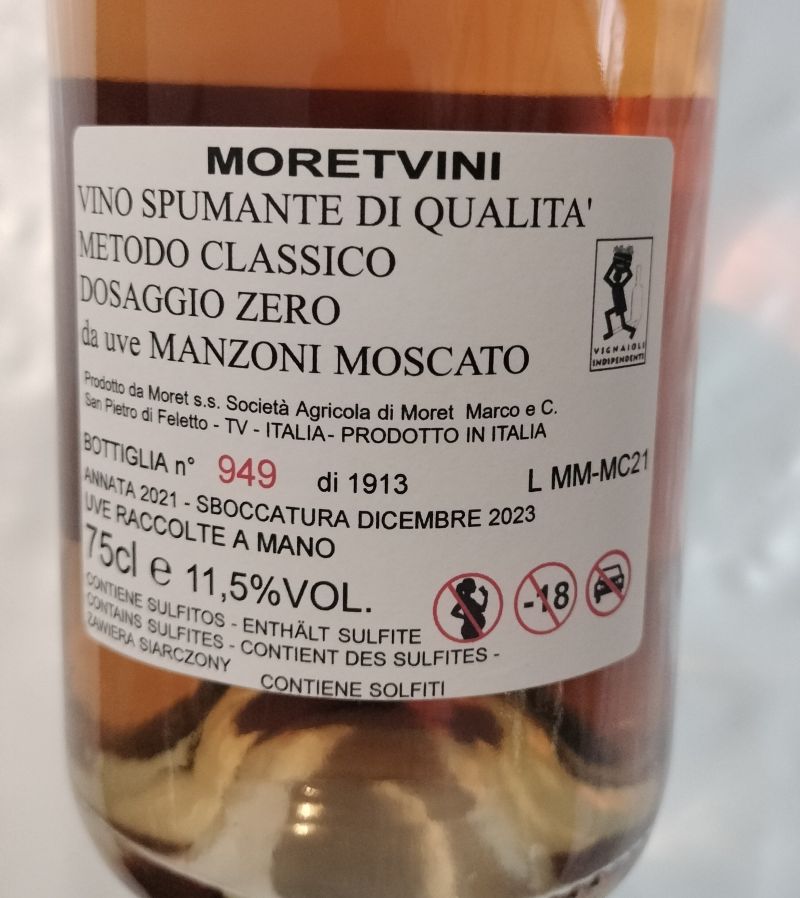 MORETVINI
VINO SPUMANTE DI QUALITA'
METODO CLASSICO
DOSAGGIO ZERO
da uve MANZONI MOSCATO
VIGNAIOLI
INDIPENDENTI
Prodotto da Moret s.s. Società Agricola di Moret Marco e C.
San Pietro di Feletto - TV - ITALIA- PRODOTTO IN ITALIA
BOTTIGLIA n° 949 di 1913 L MM-MC21
ANNATA 2021 - SBOCCATURA DICEMBRE 2023
UVE RACCOLTE A MANO
75cl e 11,5%VOL.
-18
CONTIENE SULFITOS - ENTHÄLT SULFITE
CONTAINS SULFITES - CONTIENT DES SULFITES -
ZAWIERA SIARCZONY
CONTIENE SOLFITI